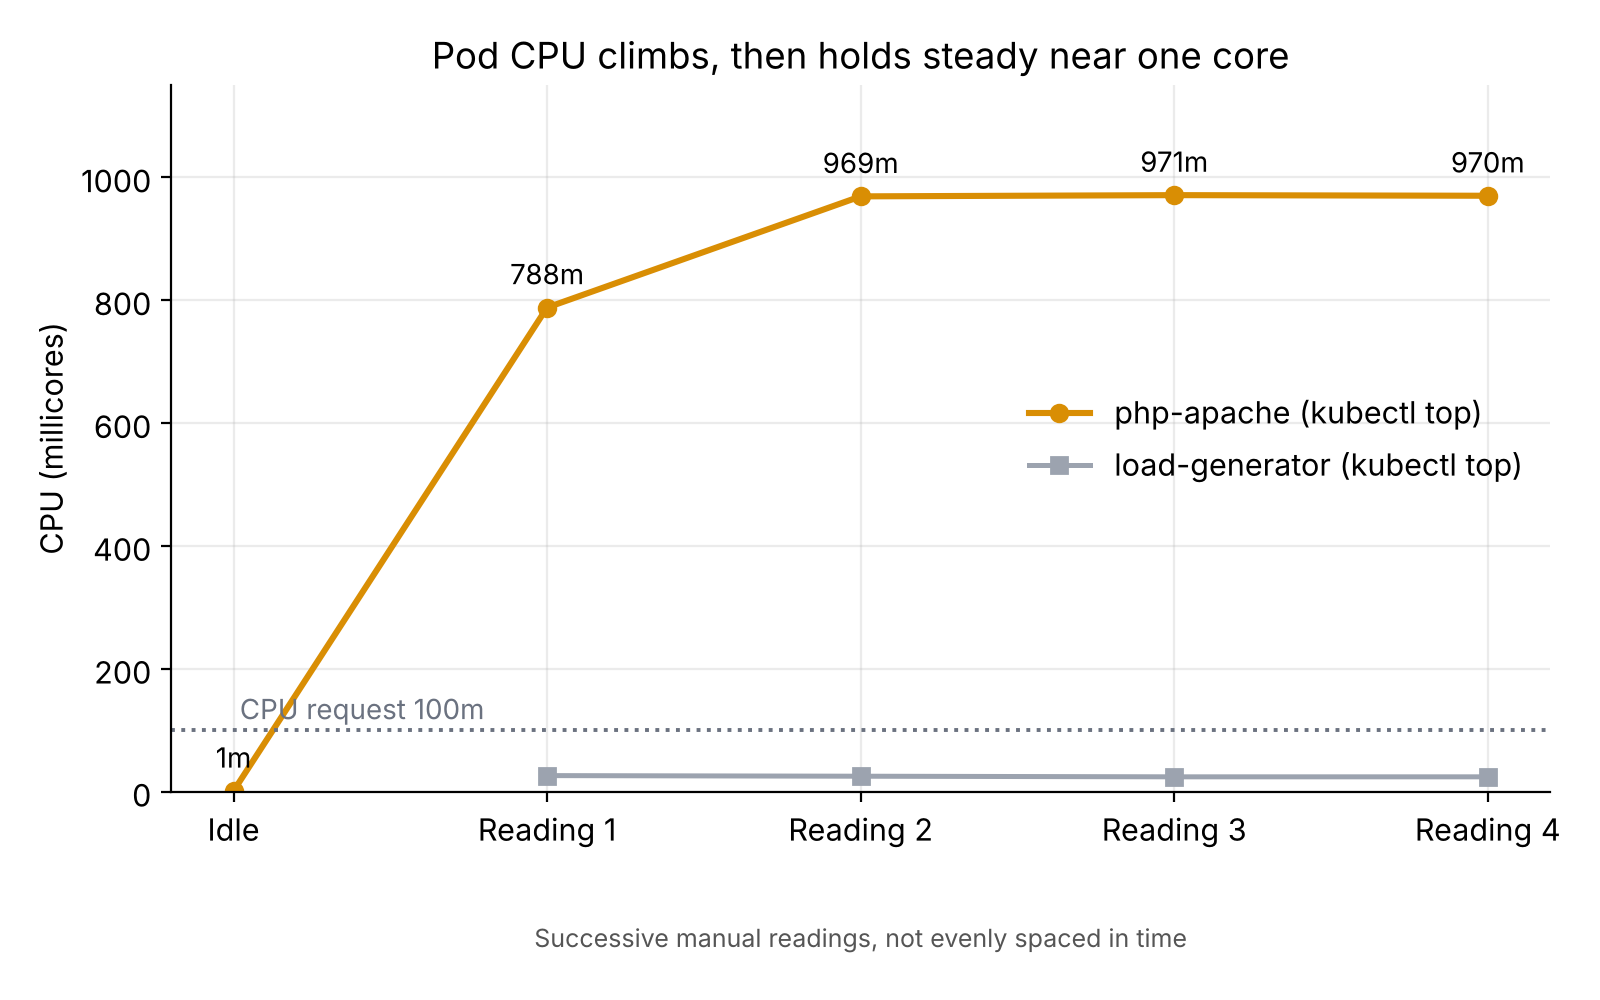 Pod CPU climbs, then holds steady near one core
CPU (millicores)
1000
800
600
400
200
0
969m
971m
970m
788m
php-apache (kubectl top)
load-generator (kubectl top)
CPU request 100m
1m
Idle
Reading 1
Reading 2
Reading 3
Reading 4
Successive manual readings, not evenly spaced in time